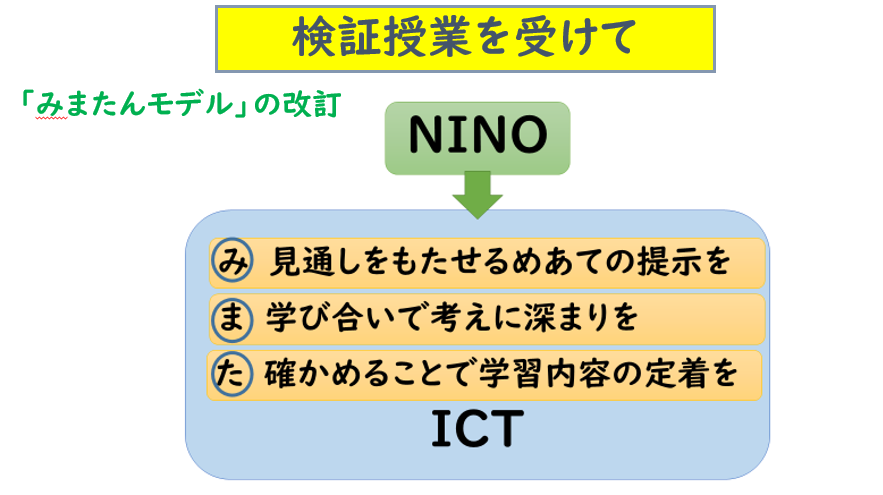 検証授業を受けて
「みまたんモデル」の改訂
NINO
み 見通しをもたせるめあての提示を
ま 学び合いで考えに深まりを
た 確かめることで学習内容の定着を
ICT